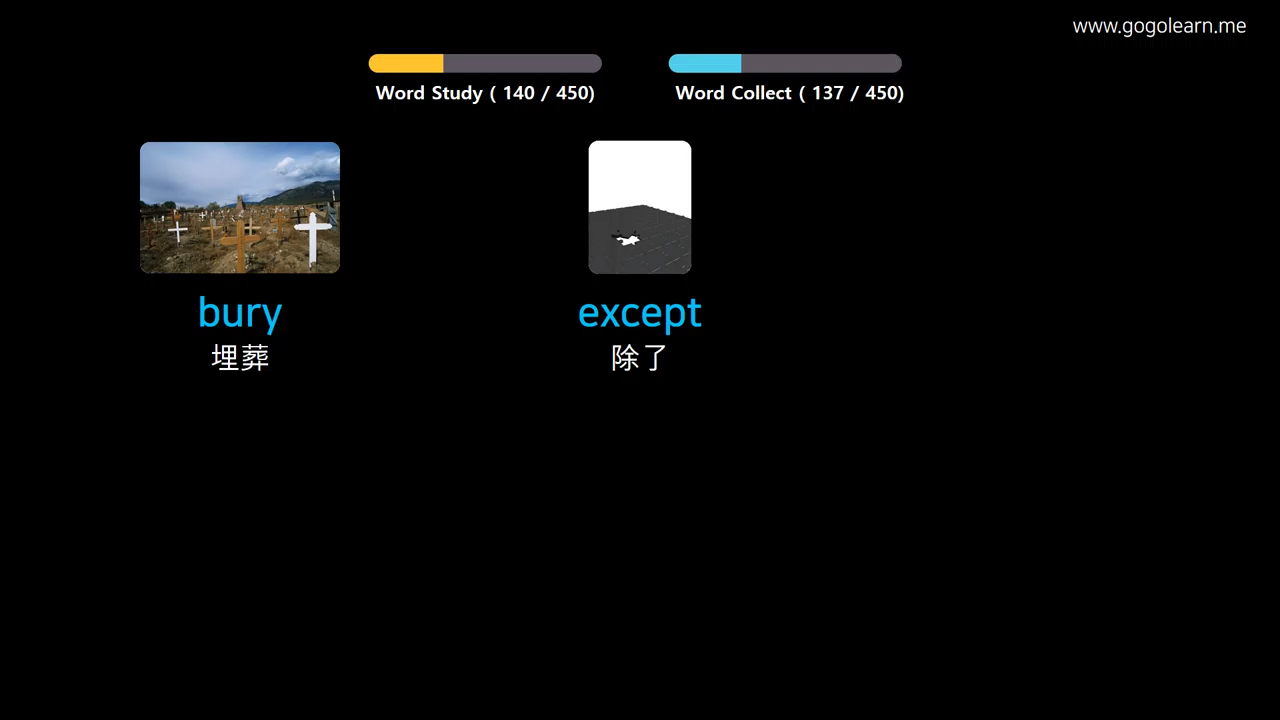 www.gogolearn.me
Word Study ( 140 / 450)
Word Collect ( 137 / 450)
bury
埋葬
except
除了